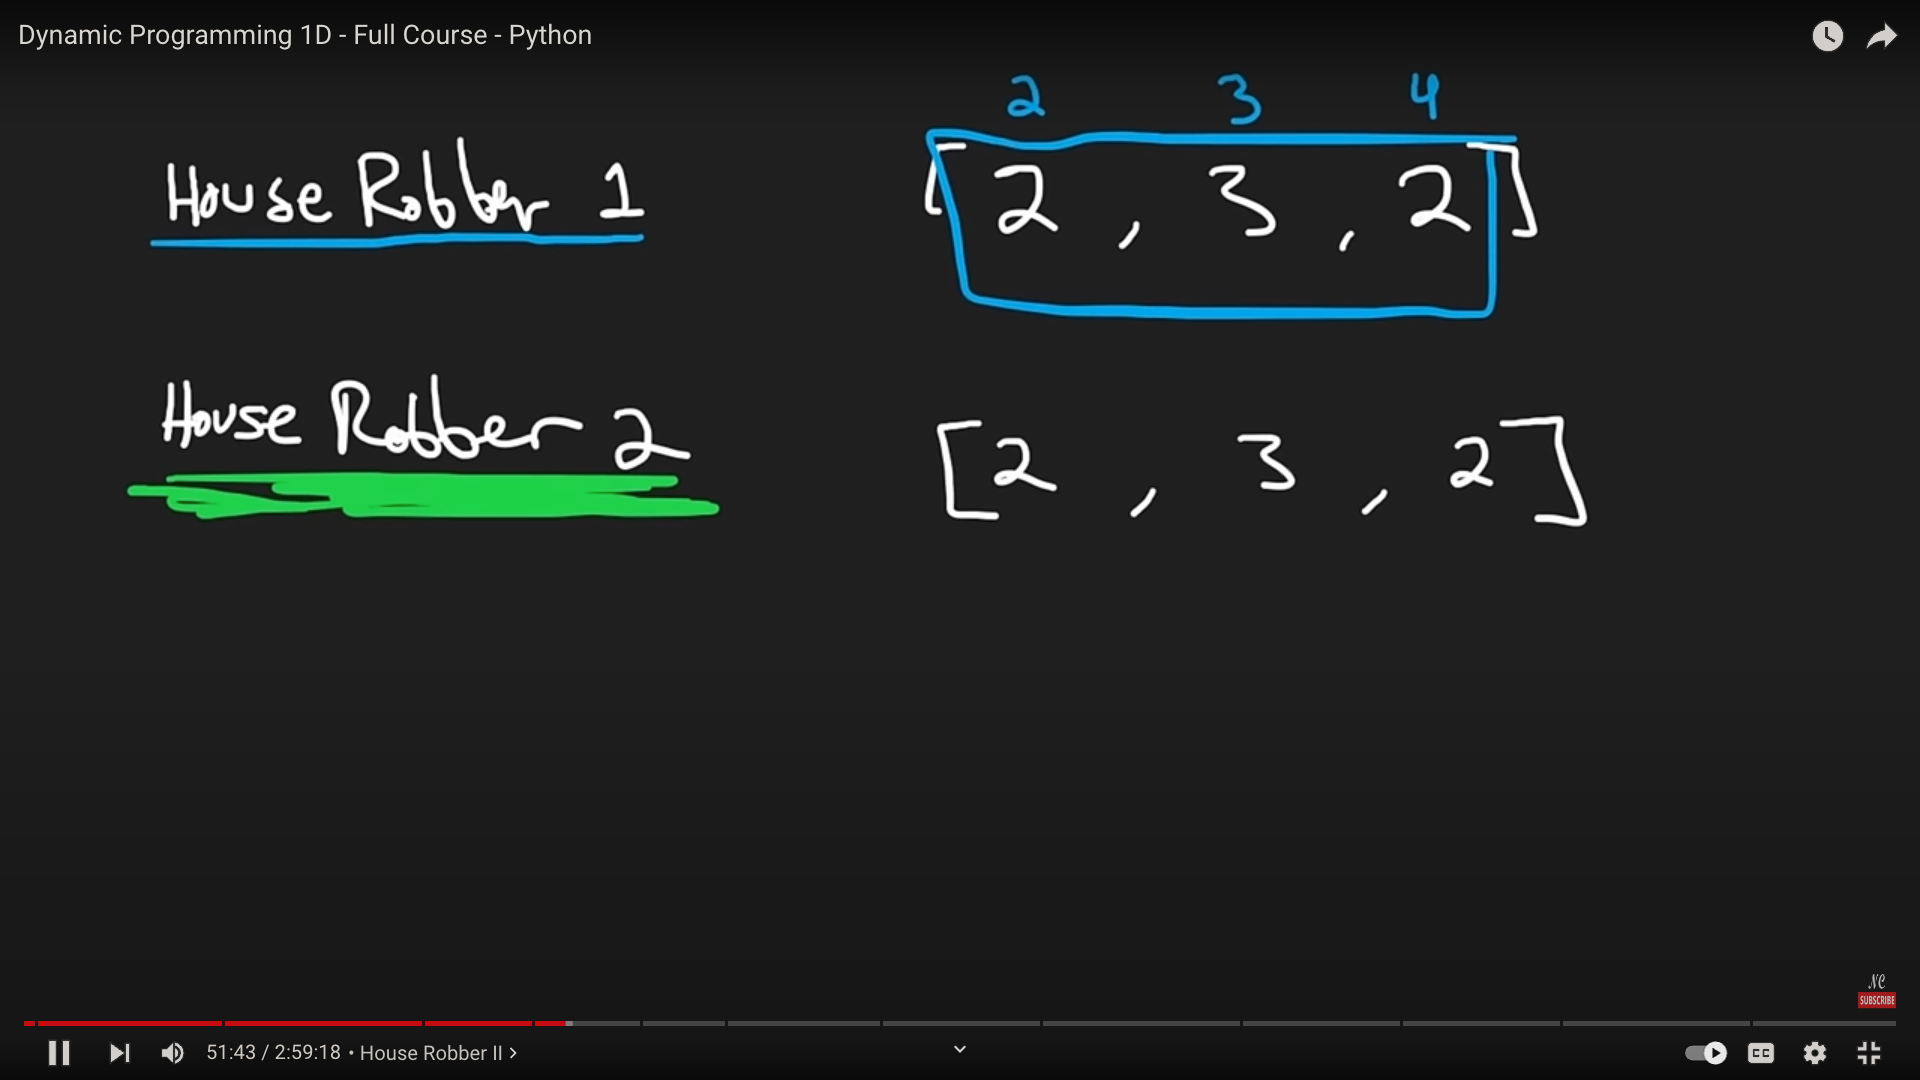 Dynamic Programming 1D - Full Course - Python
2 3 4
House Robber 1 [2, 3, 2]
House Robber 2 [2, 3, 2]
NC
SUBSCRIBE
51:43 / 2:59:18 • House Robber II >
CC